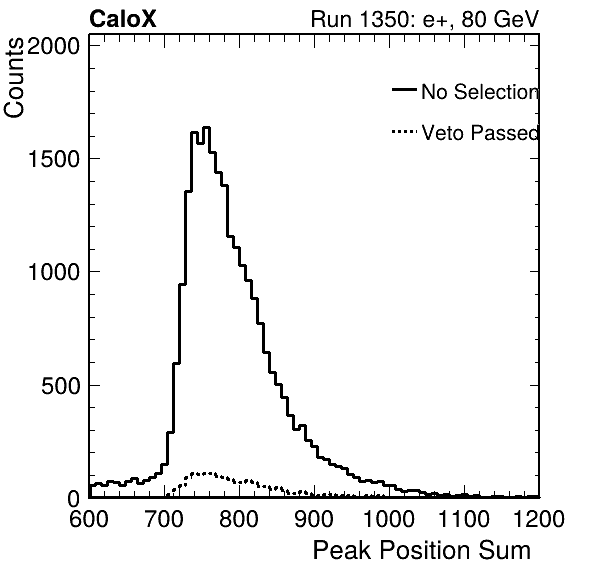 CaloX Run 1350: e+, 80 GeV
Counts
2000
No Selection
Veto Passed
1500
1000
500
0
600 700 800 900 1000 1100 1200
Peak Position Sum